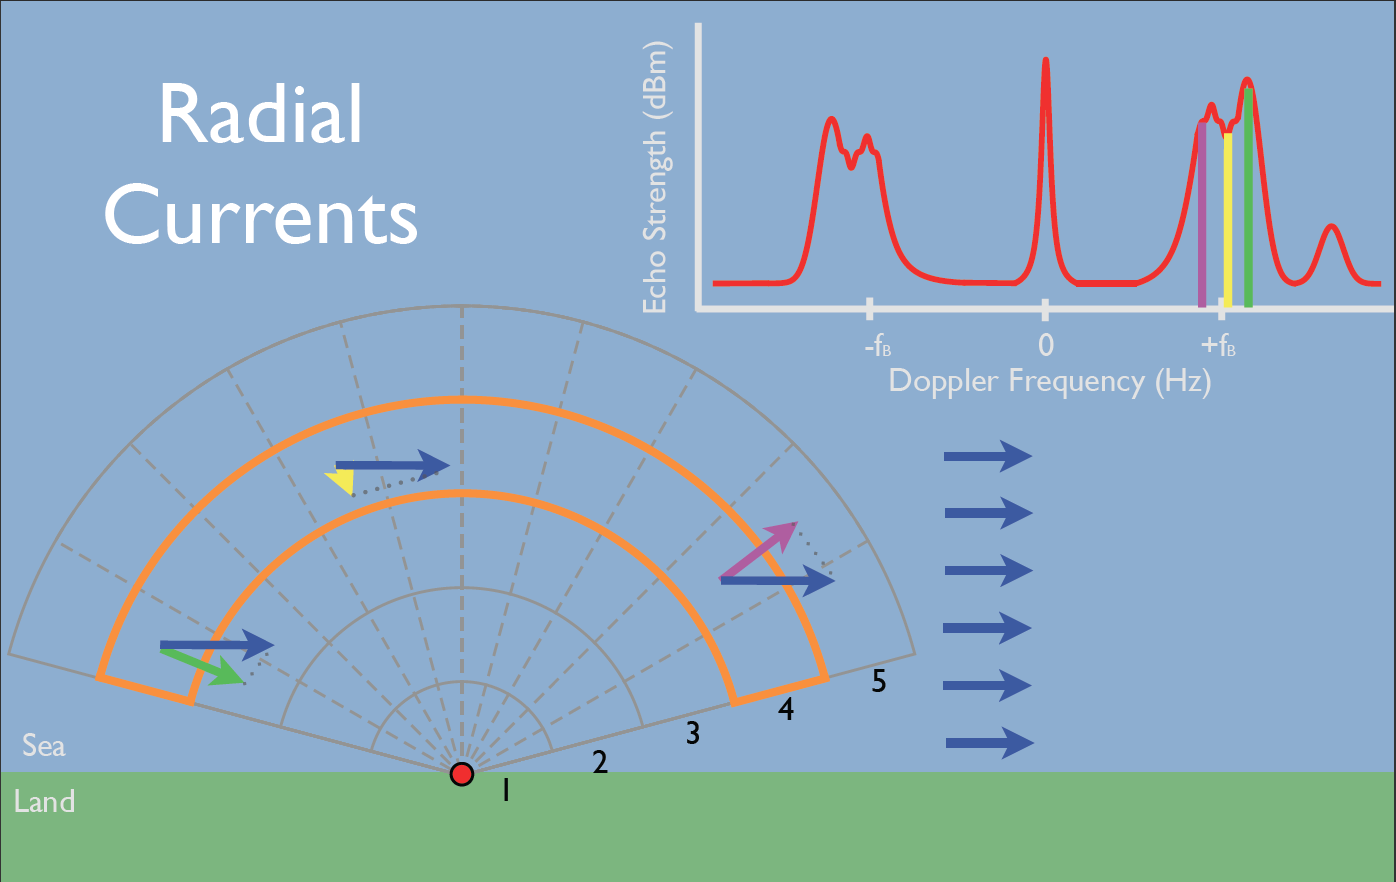 Radial
Currents
Echo Strength (dBm)
-fB
0
+fB
Doppler Frequency (Hz)
5
4
3
2
1
Sea
Land